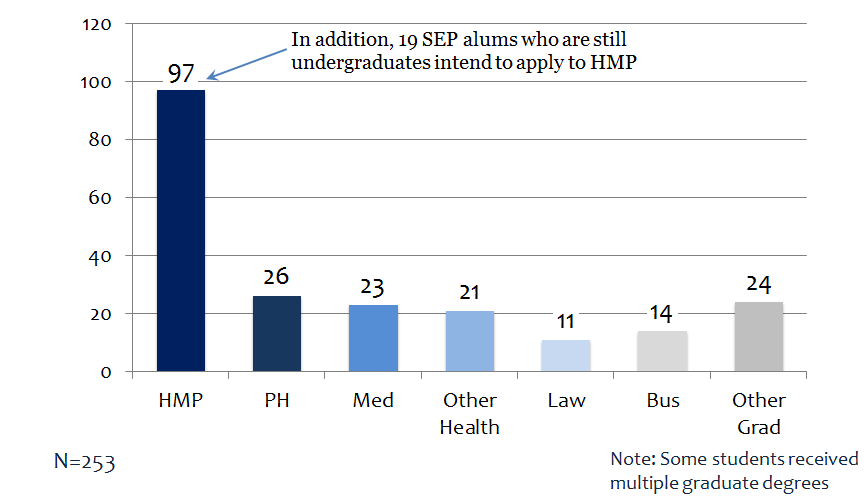 120
In addition, 19 SEP alums who are still
undergraduates intend to apply to HMP
100
97
80
60
40
20
0
26
23
21
11
14
24
HMP
PH
Med
Other
Health
Law
Bus
Other
Grad
N=253
Note: Some students received
multiple graduate degrees